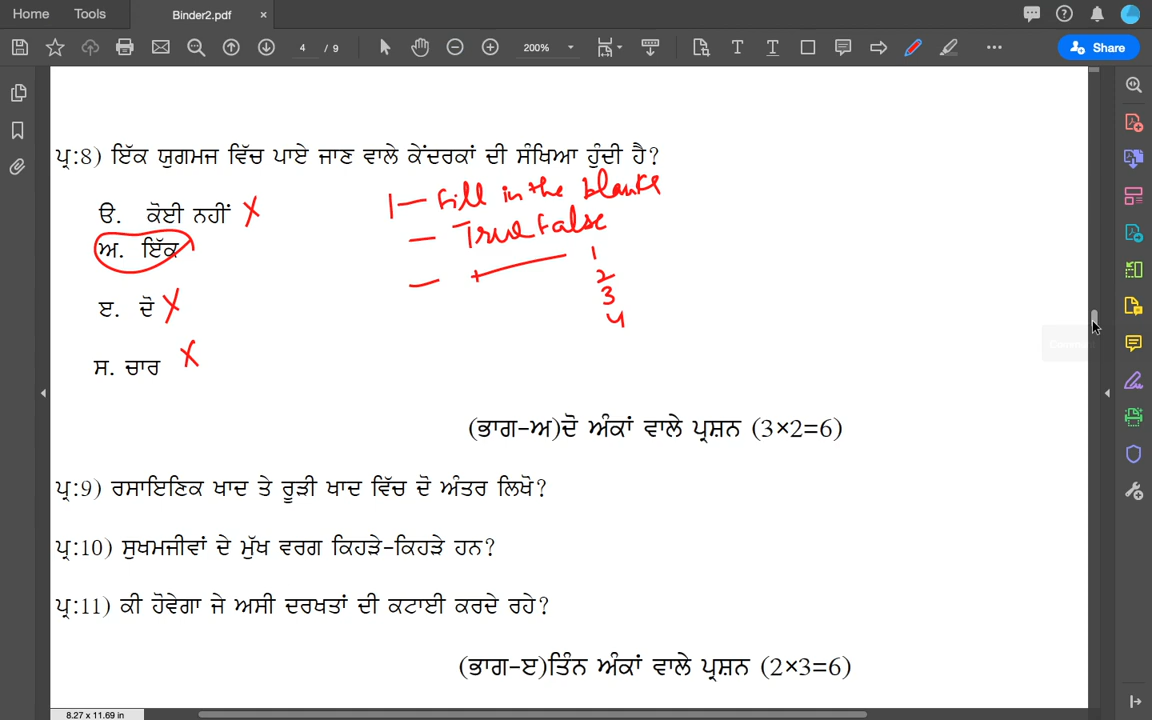 Home Tools Binder2.pdf ×
4 / 9 200% Share
ਪ੍ਰ:8) ਇੱਕ ਯੁਗਮਜ ਵਿੱਚ ਪਾਏ ਜਾਣ ਵਾਲੇ ਕੇਂਦਰਕਾਂ ਦੀ ਸੰਖਿਆ ਹੁੰਦੀ ਹੈ?
1 — Fill in the blanks
ੳ. ਕੋਈ ਨਹੀਂ X
— True False
ਅ. ਇੱਕ
1
2
3
4
ੲ. ਦੋ X
ਸ. ਚਾਰ X
(ਭਾਗ-ਅ)ਦੋ ਅੰਕਾਂ ਵਾਲੇ ਪ੍ਰਸ਼ਨ (3×2=6)
ਪ੍ਰ:9) ਰਸਾਇਣਿਕ ਖਾਦ ਤੇ ਰੂੜੀ ਖਾਦ ਵਿੱਚ ਦੋ ਅੰਤਰ ਲਿਖੋ?
ਪ੍ਰ:10) ਸੁਖਮਜੀਵਾਂ ਦੇ ਮੁੱਖ ਵਰਗ ਕਿਹੜੇ-ਕਿਹੜੇ ਹਨ?
ਪ੍ਰ:11) ਕੀ ਹੋਵੇਗਾ ਜੇ ਅਸੀ ਦਰਖਤਾਂ ਦੀ ਕਟਾਈ ਕਰਦੇ ਰਹੇ?
(ਭਾਗ-ੲ)ਤਿੰਨ ਅੰਕਾਂ ਵਾਲੇ ਪ੍ਰਸ਼ਨ (2×3=6)
8.27 x 11.69 in